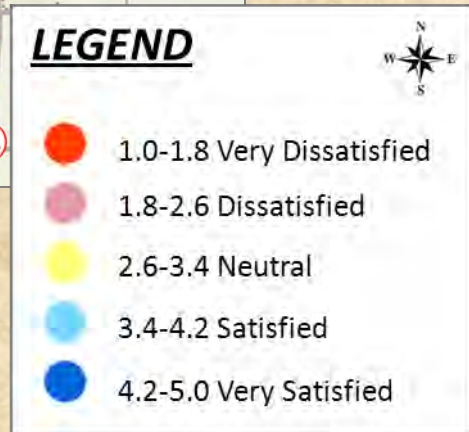 LEGEND
N
W E
S
1.0-1.8 Very Dissatisfied
1.8-2.6 Dissatisfied
2.6-3.4 Neutral
3.4-4.2 Satisfied
4.2-5.0 Very Satisfied